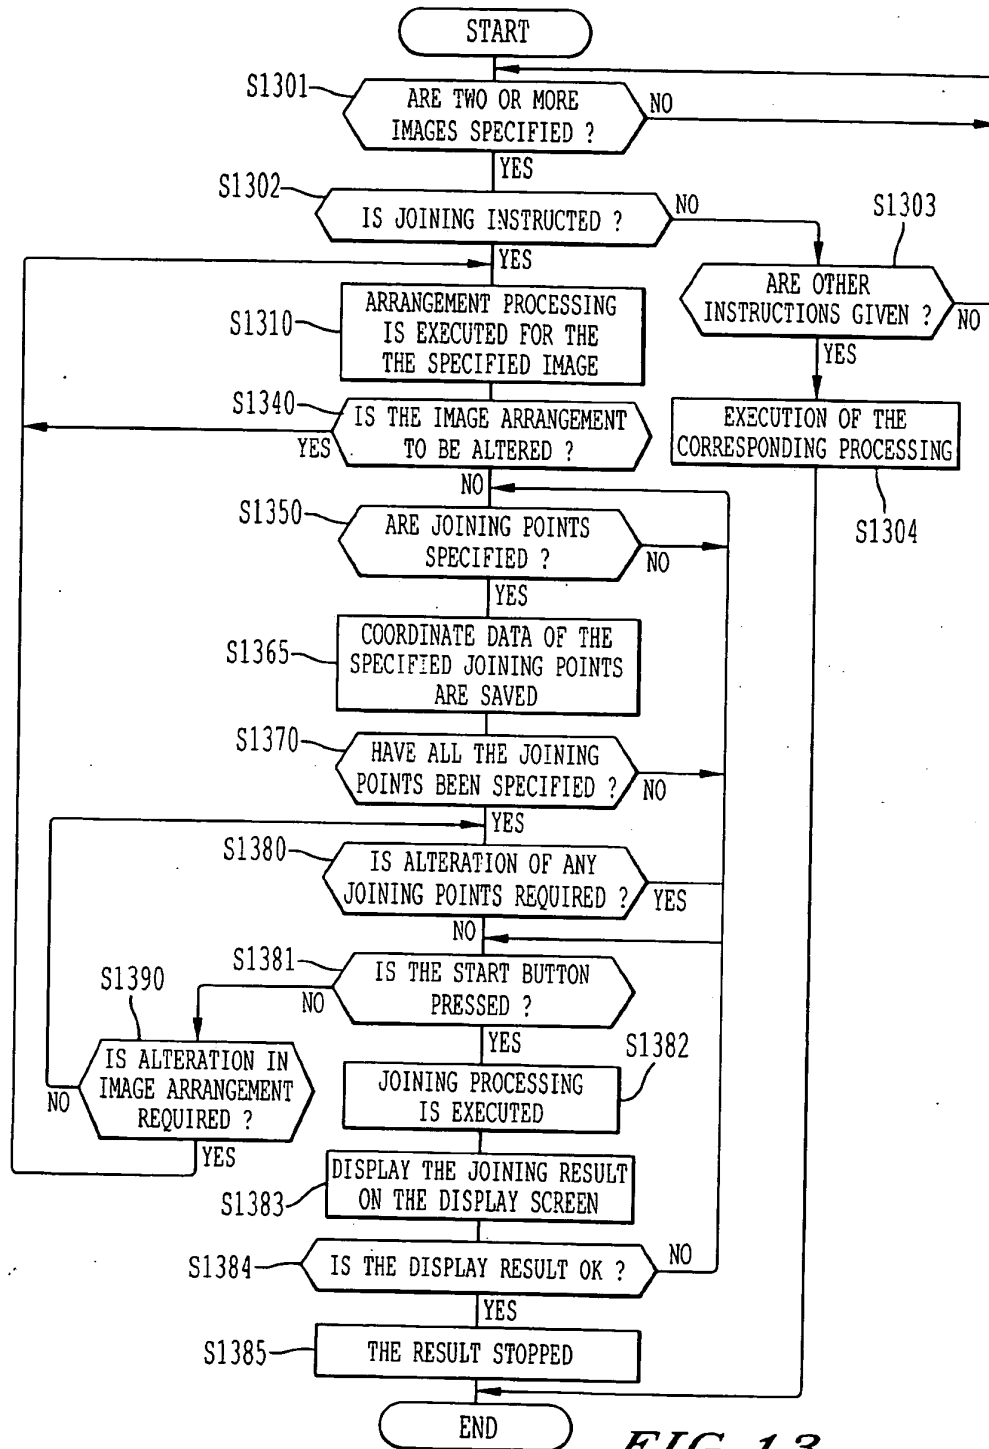 START
S1301
ARE TWO OR MORE
IMAGES SPECIFIED ?
NO
YES
S1302
IS JOINING INSTRUCTED ?
NO
YES
S1303
ARE OTHER
INSTRUCTIONS GIVEN ?
NO
YES
S1310
ARRANGEMENT PROCESSING
IS EXECUTED FOR THE
THE SPECIFIED IMAGE
S1340
IS THE IMAGE ARRANGEMENT
TO BE ALTERED ?
YES
NO
EXECUTION OF THE
CORRESPONDING PROCESSING
S1304
S1350
ARE JOINING POINTS
SPECIFIED ?
NO
YES
S1365
COORDINATE DATA OF THE
SPECIFIED JOINING POINTS
ARE SAVED
S1370
HAVE ALL THE JOINING
POINTS BEEN SPECIFIED ?
NO
YES
S1380
IS ALTERATION OF ANY
JOINING POINTS REQUIRED ?
YES
NO
S1381
IS THE START BUTTON
PRESSED ?
NO
YES
S1390
IS ALTERATION IN
IMAGE ARRANGEMENT
REQUIRED ?
NO
YES
S1382
JOINING PROCESSING
IS EXECUTED
S1383
DISPLAY THE JOINING RESULT
ON THE DISPLAY SCREEN
S1384
IS THE DISPLAY RESULT OK ?
NO
YES
S1385
THE RESULT STOPPED
END
FIG. 13